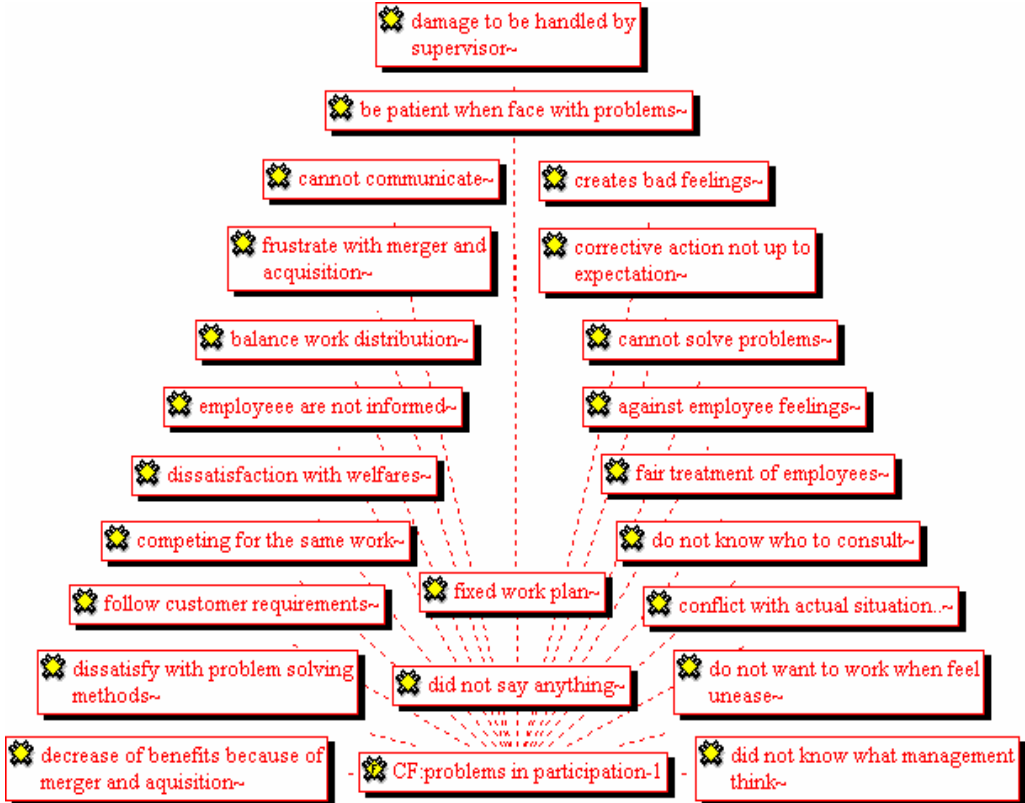 damage to be handled by
supervisor~
be patient when face with problems~
cannot communicate~
creates bad feelings~
frustrate with merger and
acquisition~
corrective action not up to
expectation~
balance work distribution~
cannot solve problems~
employeee are not informed~
against employee feelings~
dissatisfaction with welfares~
fair treatment of employees~
competing for the same work~
do not know who to consult~
fixed work plan~
follow customer requirements~
conflict with actual situation..~
dissatisfy with problem solving
methods~
did not say anything~
do not want to work when feel
unease~
decrease of benefits because of
merger and aquisition~
F
CF:problems in participation-1
did not know what management
think~